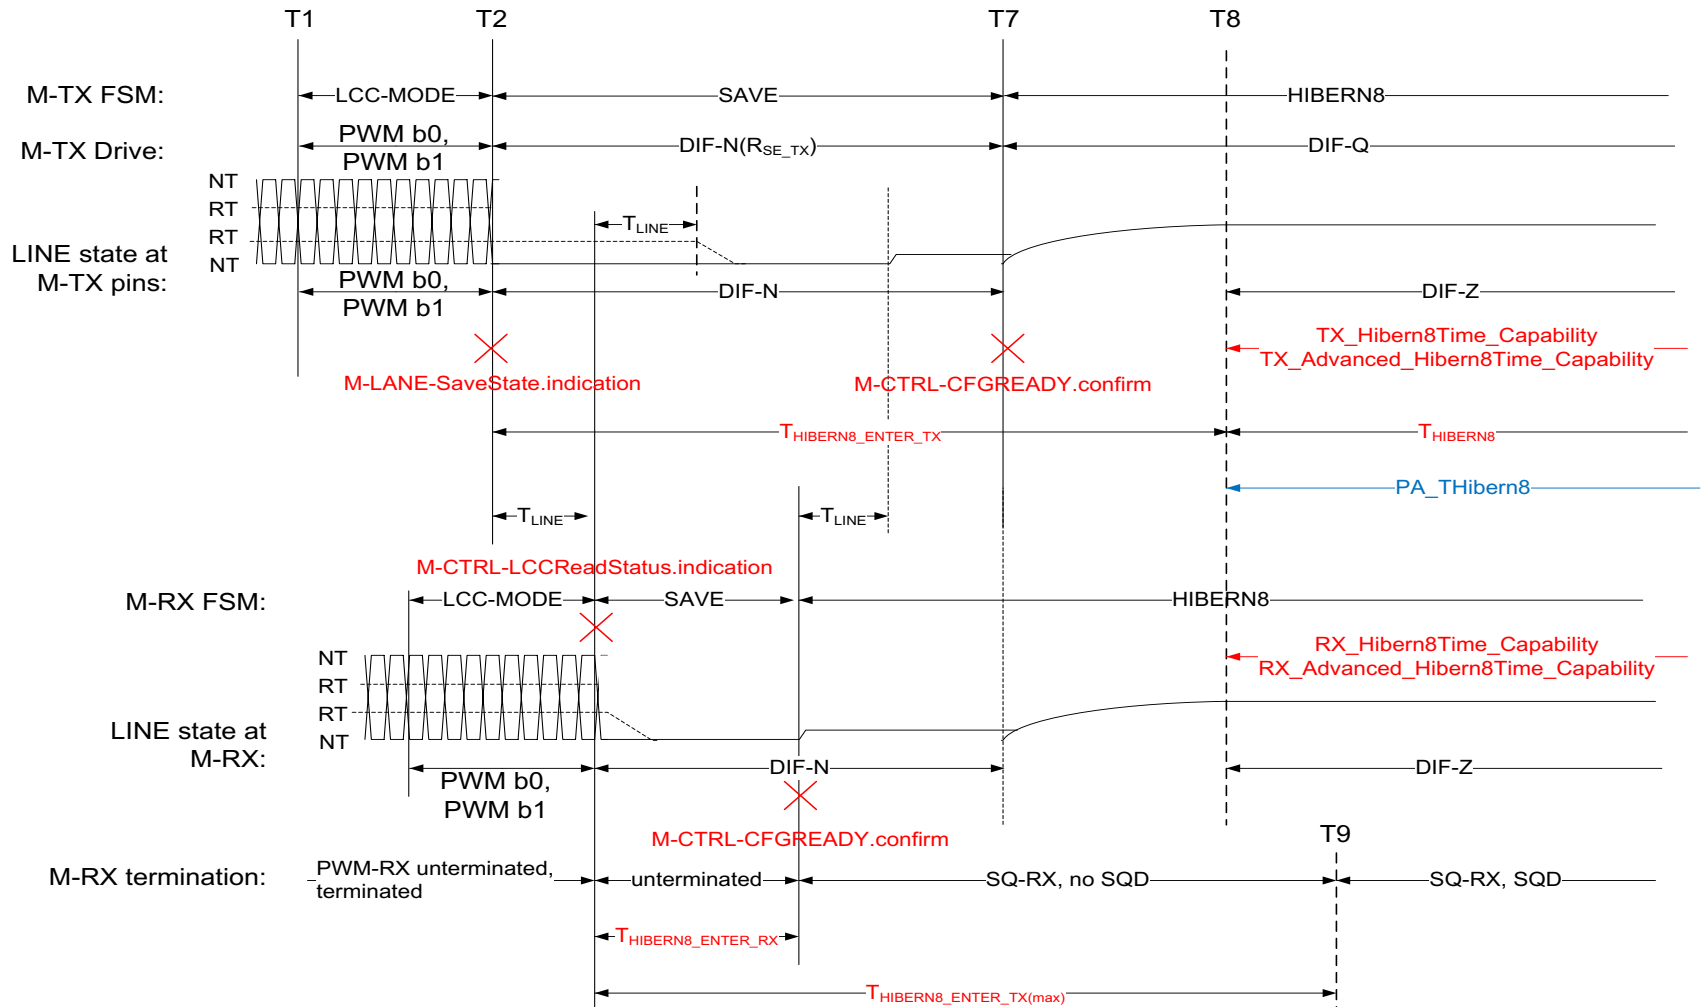 T1 T2 T7 T8
M-TX FSM: LCC-MODE SAVE HIBERN8
M-TX Drive: PWM b0, DIF-N(RSE_TX) DIF-Q
PWM b1
NT
RT
TLINE
RT
LINE state at
NT
M-TX pins:
PWM b0, DIF-N DIF-Z
PWM b1
TX_Hibern8Time_Capability
TX_Advanced_Hibern8Time_Capability
M-LANE-SaveState.indication M-CTRL-CFGREADY.confirm
THIBERN8_ENTER_TX THIBERN8
PA_THibern8
TLINE TLINE
M-CTRL-LCCReadStatus.indication
M-RX FSM: LCC-MODE SAVE HIBERN8
RX_Hibern8Time_Capability
RX_Advanced_Hibern8Time_Capability
NT
RT
RT
NT
LINE state at
M-RX:
DIF-N DIF-Z
PWM b0,
PWM b1
M-CTRL-CFGREADY.confirm
T9
M-RX termination: PWM-RX unterminated, unterminated SQ-RX, no SQD SQ-RX, SQD
terminated
THIBERN8_ENTER_RX
THIBERN8_ENTER_TX(max)